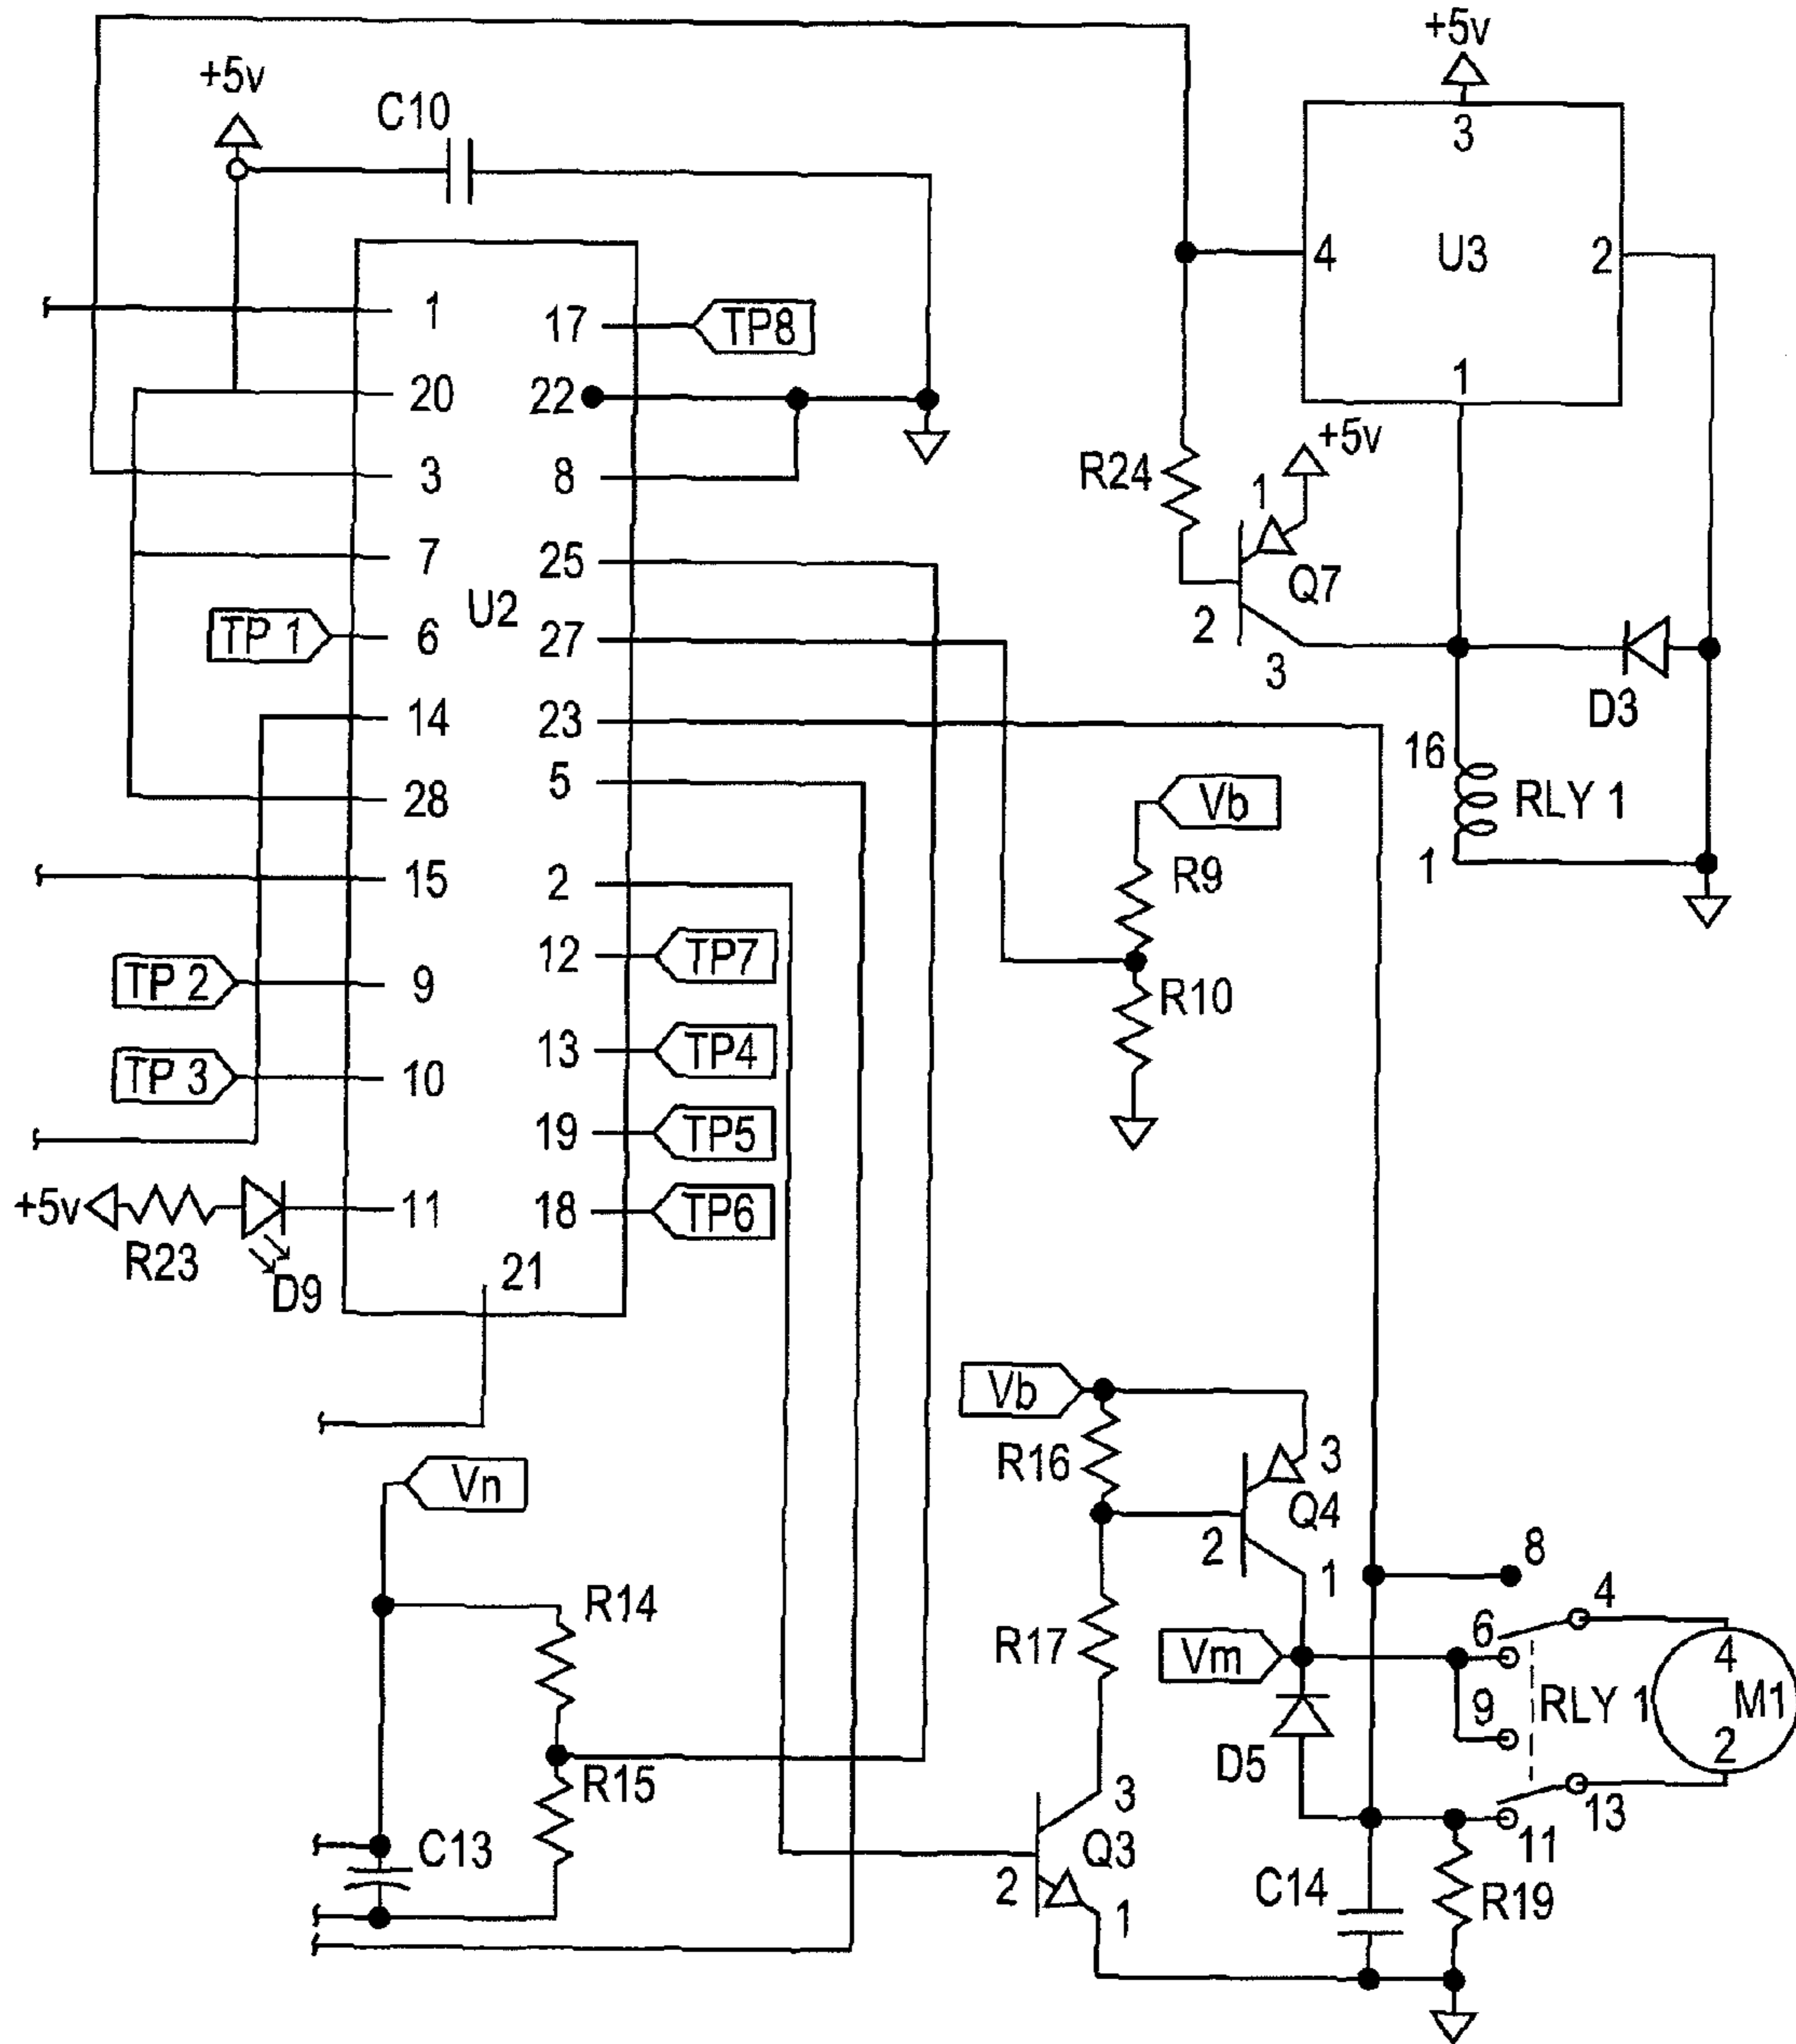 +5v
+5v
C10
3
4
U3
2
1
1
17
TP8
20
22
3
8
R24
1
+5v
7
25
U2
Q7
TP 1
6
27
2
3
D3
14
23
16
28
5
Vb
RLY 1
15
2
R9
1
TP 2
9
12
TP7
R10
TP 3
10
13
TP4
19
TP5
+5v
11
18
TP6
R23
D9
21
Vb
R16
3
Vn
Q4
2
8
1
4
R14
R17
6
Vm
4
9
RLY 1
M1
2
R15
D5
3
13
C13
Q3
11
2
C14
R19
1